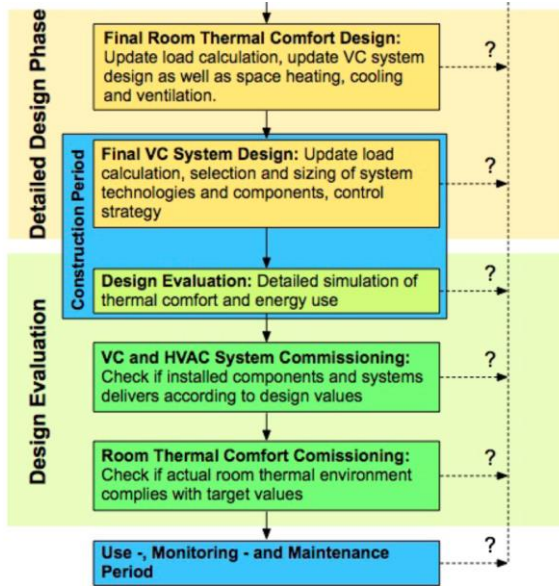 Detailed Design Phase
Final Room Thermal Comfort Design:
Update load calculation, update VC system
design as well as space heating, cooling
and ventilation.
?
Construction Period
Final VC System Design: Update load
calculation, selection and sizing of system
technologies and components, control
strategy
?
Design Evaluation
Design Evaluation: Detailed simulation of
thermal comfort and energy use
?
VC and HVAC System Commissioning:
Check if installed components and systems
delivers according to design values
?
Room Thermal Comfort Comissioning:
Check if actual room thermal environment
complies with target values
?
Use -, Monitoring - and Maintenance
Period
?